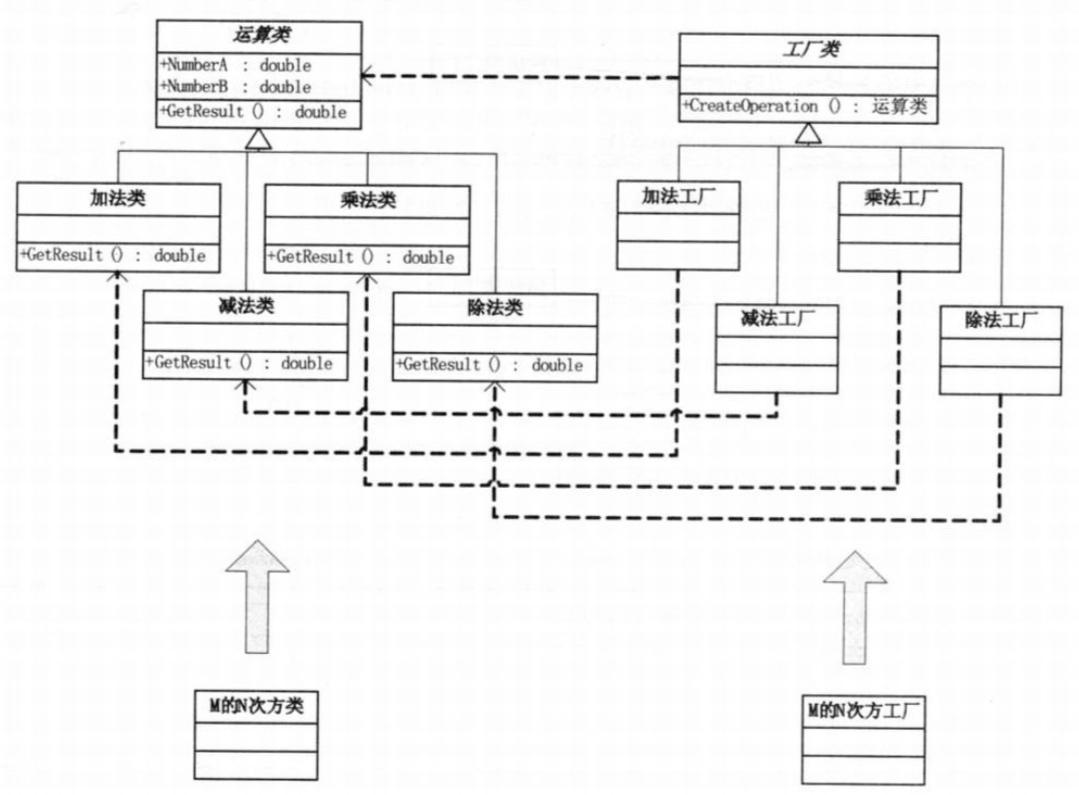 运算类
+NumberA : double
+NumberB : double
+GetResult () : double
工厂类
+CreateOperation () : 运算类
加法类
+GetResult () : double
乘法类
+GetResult () : double
加法工厂
乘法工厂
减法类
+GetResult () : double
除法类
+GetResult () : double
减法工厂
除法工厂
M的N次方类
M的N次方工厂